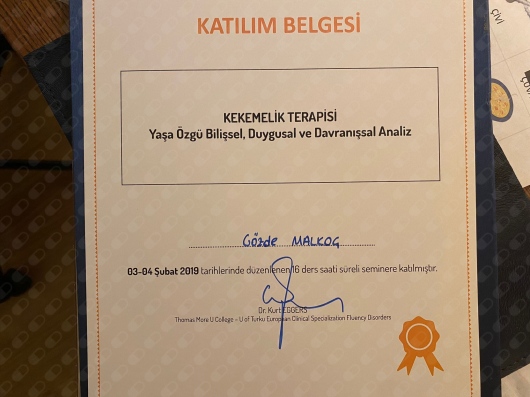 KATILIM BELGESİ
KEKEMELİK TERAPİSİ
Yaşa Özgü Bilişsel, Duygusal ve Davranışsal Analiz
Gözde MALKOÇ
03-04 Şubat 2019 tarihlerinde düzenlenen 16 ders saati süreli seminere katılmıştır.
Dr. Kurt EGGERS
Thomas More U College – U of Turku European Clinical Specialization Fluency Disorders
ÇİVİ